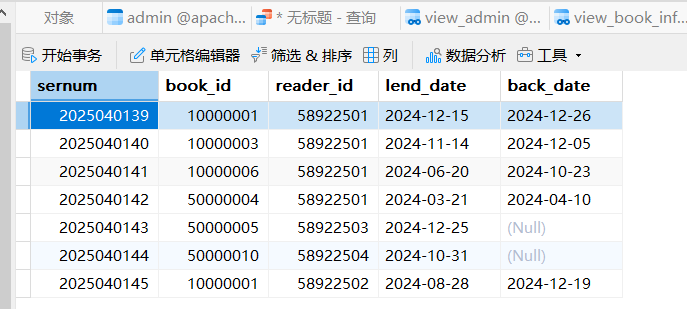 对象 admin @apach... * 无标题 - 查询 view_admin @... view_book_inf...
开始事务 单元格编辑器 筛选 & 排序 列 数据分析 工具
sernum book_id reader_id lend_date back_date
2025040139 10000001 58922501 2024-12-15 2024-12-26
2025040140 10000003 58922501 2024-11-14 2024-12-05
2025040141 10000006 58922501 2024-06-20 2024-10-23
2025040142 50000004 58922501 2024-03-21 2024-04-10
2025040143 50000005 58922503 2024-12-25 (Null)
2025040144 50000010 58922504 2024-10-31 (Null)
2025040145 10000001 58922502 2024-08-28 2024-12-19